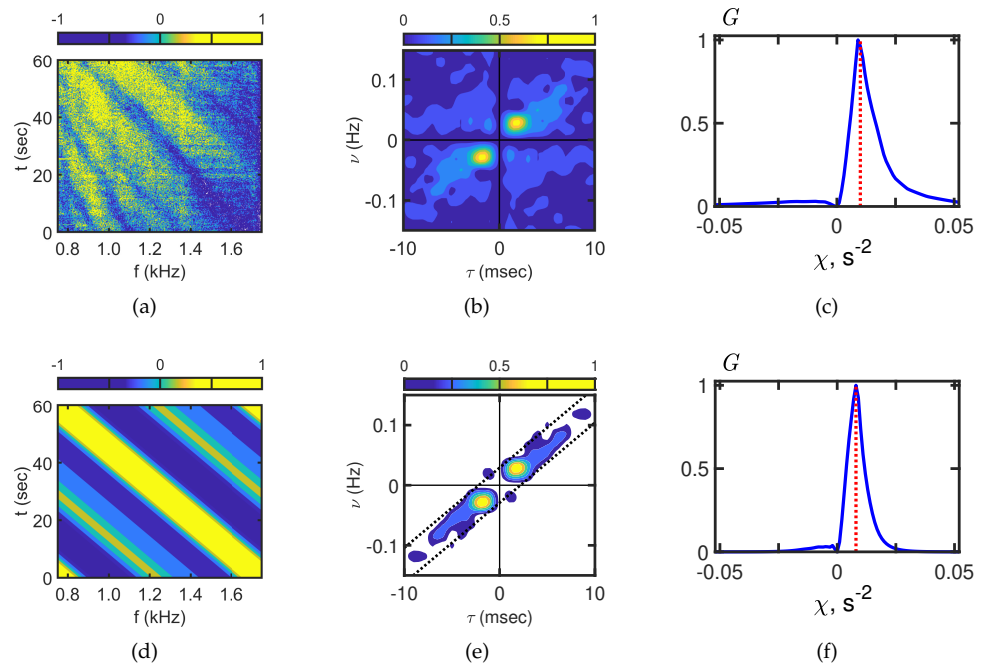 -1 0 1
t (sec)
60
40
20
0
0.8 1.0 1.2 1.4 1.6
f (kHz)
(a)
0 0.5 1
ν (Hz)
0.1
0
-0.1
-10 0 10
τ (msec)
(b)
G
1
0.5
0
-0.05 0 0.05
χ, s-2
(c)
-1 0 1
t (sec)
60
40
20
0
0.8 1.0 1.2 1.4 1.6
f (kHz)
(d)
0 0.5 1
ν (Hz)
0.1
0
-0.1
-10 0 10
τ (msec)
(e)
G
1
0.5
0
-0.05 0 0.05
χ, s-2
(f)